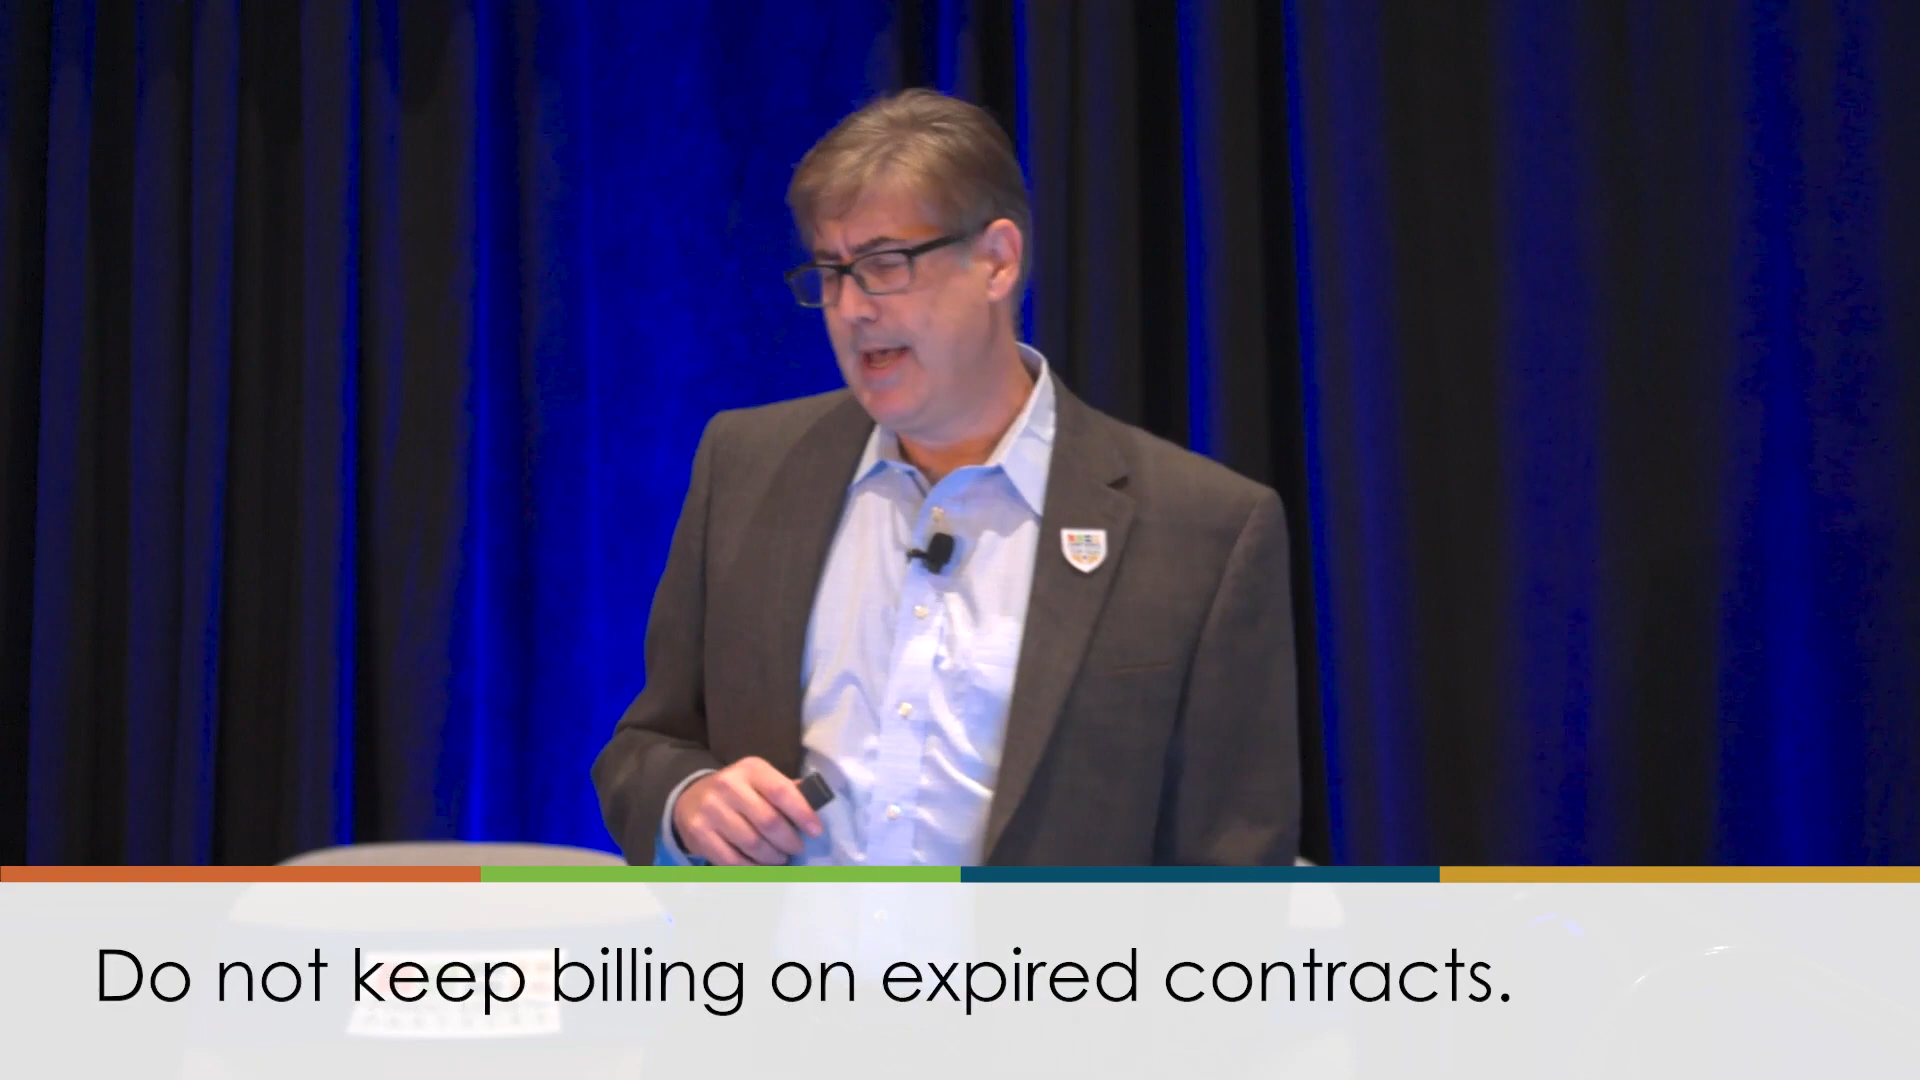 Do not keep billing on expired contracts.